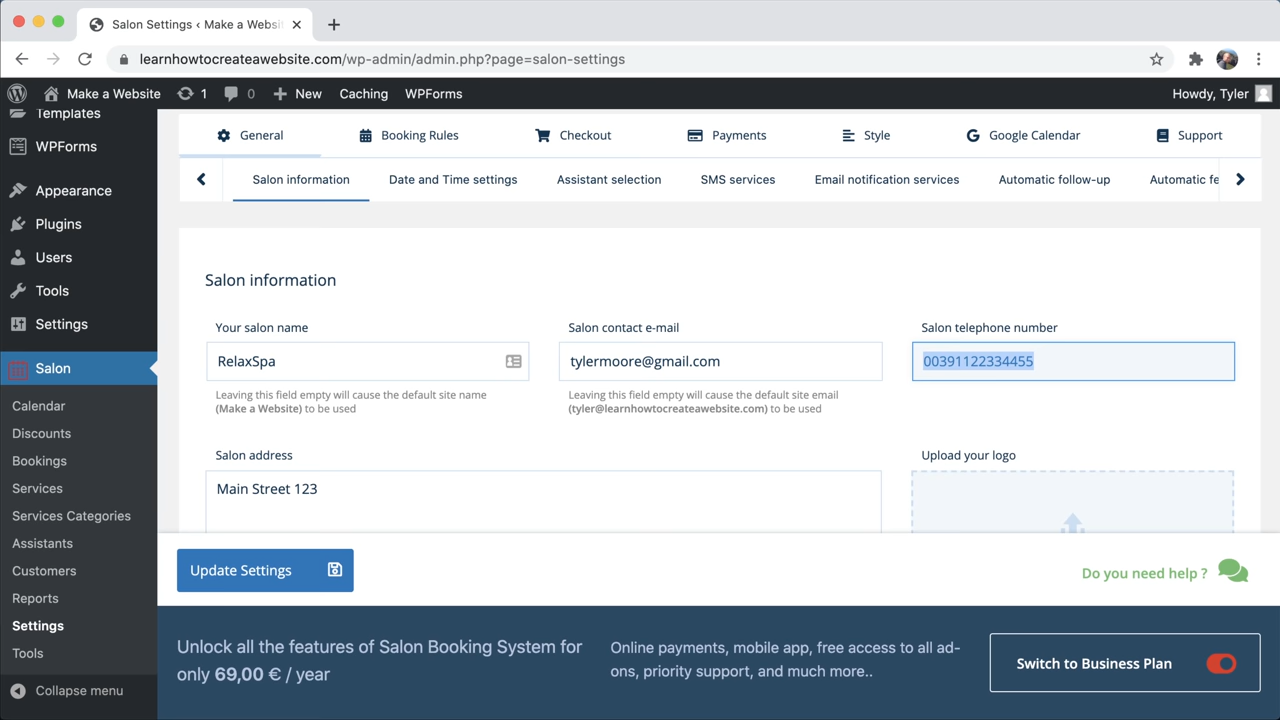 Salon Settings ‹ Make a Websi
learnhowtocreateawebsite.com/wp-admin/admin.php?page=salon-settings
Make a Website 1 0 New Caching WPForms Howdy, Tyler
Templates
WPForms
Appearance
Plugins
Users
Tools
Settings
Salon
Calendar
Discounts
Bookings
Services
Services Categories
Assistants
Customers
Reports
Settings
Tools
Collapse menu
General Booking Rules Checkout Payments Style Google Calendar Support
Salon information Date and Time settings Assistant selection SMS services Email notification services Automatic follow-up Automatic fe
Salon information
Your salon name
RelaxSpa
Leaving this field empty will cause the default site name
(Make a Website) to be used
Salon contact e-mail
tylermoore@gmail.com
Leaving this field empty will cause the default site email
(tyler@learnhowtocreateawebsite.com) to be used
Salon telephone number
00391122334455
Salon address
Main Street 123
Upload your logo
Update Settings
Do you need help ?
Unlock all the features of Salon Booking System for
only 69,00 € / year
Online payments, mobile app, free access to all ad-
ons, priority support, and much more..
Switch to Business Plan